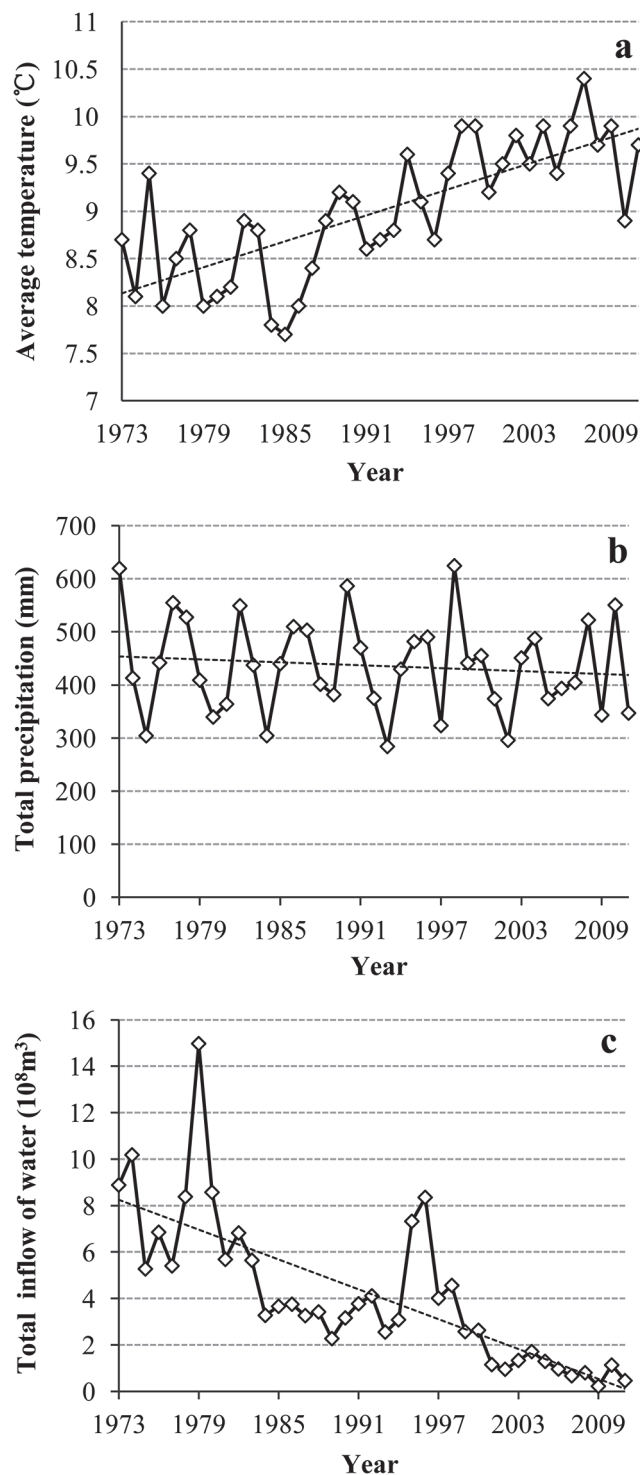 11
a
10.5
10
9.5
9
8.5
8
7.5
7
Average temperature (℃)
1973 1979 1985 1991 1997 2003 2009
Year
700
b
600
500
400
300
200
100
0
Total precipitation (mm)
1973 1979 1985 1991 1997 2003 2009
Year
16
c
14
12
10
8
6
4
2
0
Total inflow of water (10⁸m³)
1973 1979 1985 1991 1997 2003 2009
Year